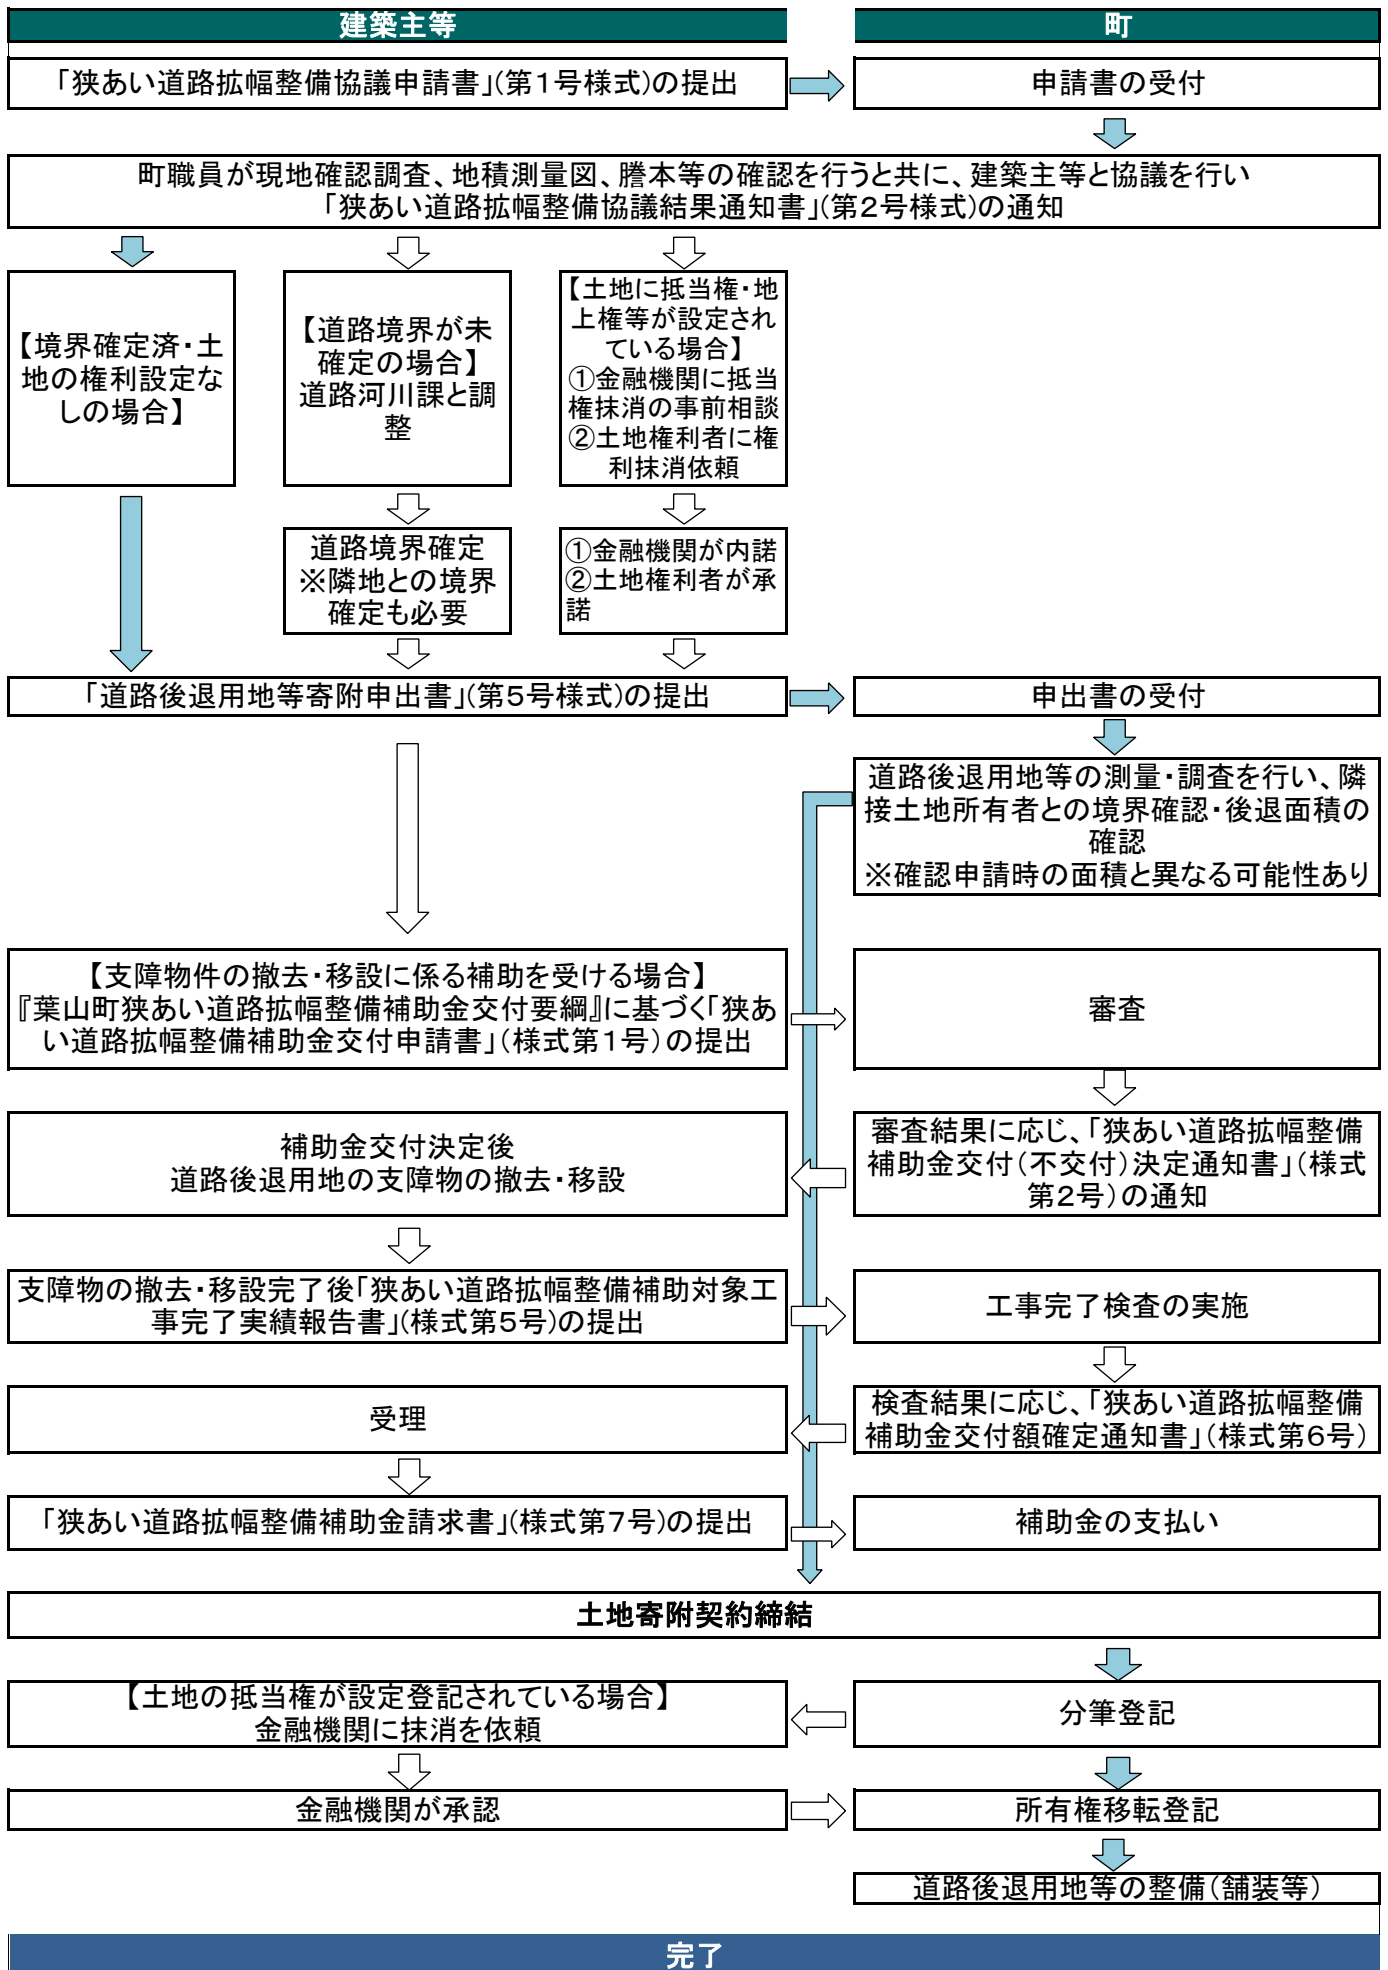 建築主等
町
「狭あい道路拡幅整備協議申請書」(第1号様式)の提出
申請書の受付
町職員が現地確認調査、地積測量図、謄本等の確認を行うと共に、建築主等と協議を行い
「狭あい道路拡幅整備協議結果通知書」(第2号様式)の通知
【境界確定済・土
地の権利設定な
しの場合】
【道路境界が未
確定の場合】
道路河川課と調
整
【土地に抵当権・地
上権等が設定され
ている場合】
①金融機関に抵当
権抹消の事前相談
②土地権利者に権
利抹消依頼
道路境界確定
※隣地との境界
確定も必要
①金融機関が内諾
②土地権利者が承
諾
「道路後退用地等寄附申出書」(第5号様式)の提出
申出書の受付
道路後退用地等の測量・調査を行い、隣
接土地所有者との境界確認・後退面積の
確認
※確認申請時の面積と異なる可能性あり
【支障物件の撤去・移設に係る補助を受ける場合】
『葉山町狭あい道路拡幅整備補助金交付要綱』に基づく「狭あ
い道路拡幅整備補助金交付申請書」(様式第1号)の提出
審査
補助金交付決定後
道路後退用地の支障物の撤去・移設
審査結果に応じ、「狭あい道路拡幅整備
補助金交付(不交付)決定通知書」(様式
第2号)の通知
支障物の撤去・移設完了後「狭あい道路拡幅整備補助対象工
事完了実績報告書」(様式第5号)の提出
工事完了検査の実施
受理
検査結果に応じ、「狭あい道路拡幅整備
補助金交付額確定通知書」(様式第6号)
「狭あい道路拡幅整備補助金請求書」(様式第7号)の提出
補助金の支払い
土地寄附契約締結
【土地の抵当権が設定登記されている場合】
金融機関に抹消を依頼
分筆登記
金融機関が承認
所有権移転登記
道路後退用地等の整備(舗装等)
完了